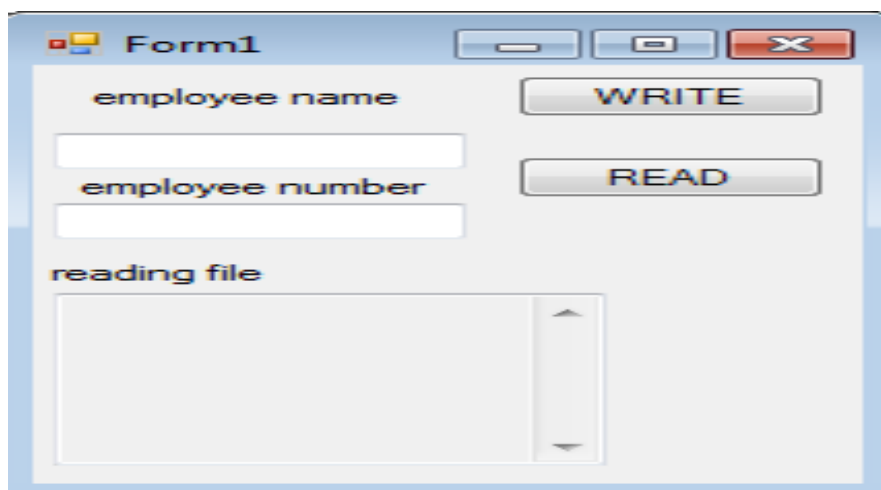 Form1
employee name
WRITE
employee number
READ
reading file